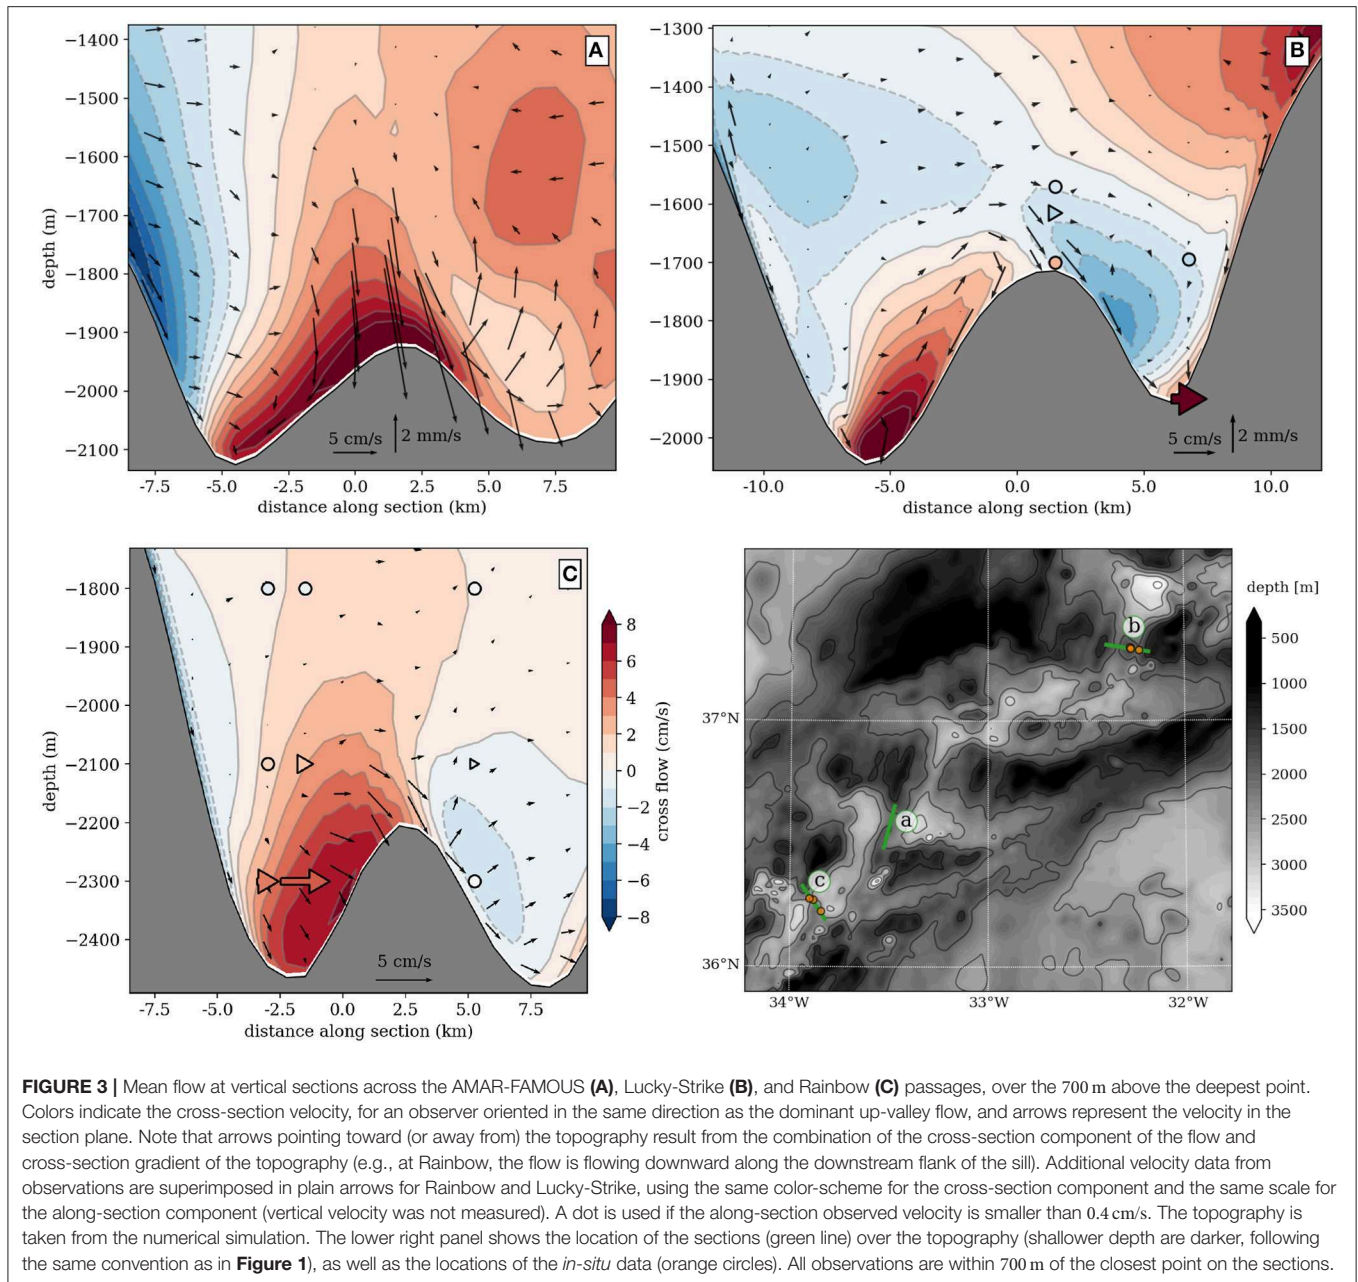 A
−1400
−1500
−1600
−1700
−1800
−1900
−2000
−2100
depth (m)
5 cm/s
2 mm/s
-7.5 -5.0 -2.5 0.0 2.5 5.0 7.5
distance along section (km)
B
−1300
−1400
−1500
−1600
−1700
−1800
−1900
−2000
5 cm/s
2 mm/s
-10.0 -5.0 0.0 5.0 10.0
distance along section (km)
C
−1800
−1900
−2000
−2100
−2200
−2300
−2400
depth (m)
5 cm/s
-7.5 -5.0 -2.5 0.0 2.5 5.0 7.5
distance along section (km)
8
6
4
2
0
−2
−4
−6
−8
cross flow (cm/s)
b
a
c
37°N
36°N
34°W 33°W 32°W
depth [m]
500
1000
1500
2000
2500
3000
3500
FIGURE 3 | Mean flow at vertical sections across the AMAR-FAMOUS (A), Lucky-Strike (B), and Rainbow (C) passages, over the 700 m above the deepest point.
Colors indicate the cross-section velocity, for an observer oriented in the same direction as the dominant up-valley flow, and arrows represent the velocity in the
section plane. Note that arrows pointing toward (or away from) the topography result from the combination of the cross-section component of the flow and
cross-section gradient of the topography (e.g., at Rainbow, the flow is flowing downward along the downstream flank of the sill). Additional velocity data from
observations are superimposed in plain arrows for Rainbow and Lucky-Strike, using the same color-scheme for the cross-section component and the same scale for
the along-section component (vertical velocity was not measured). A dot is used if the along-section observed velocity is smaller than 0.4 cm/s. The topography is
taken from the numerical simulation. The lower right panel shows the location of the sections (green line) over the topography (shallower depth are darker, following
the same convention as in Figure 1), as well as the locations of the in-situ data (orange circles). All observations are within 700 m of the closest point on the sections.